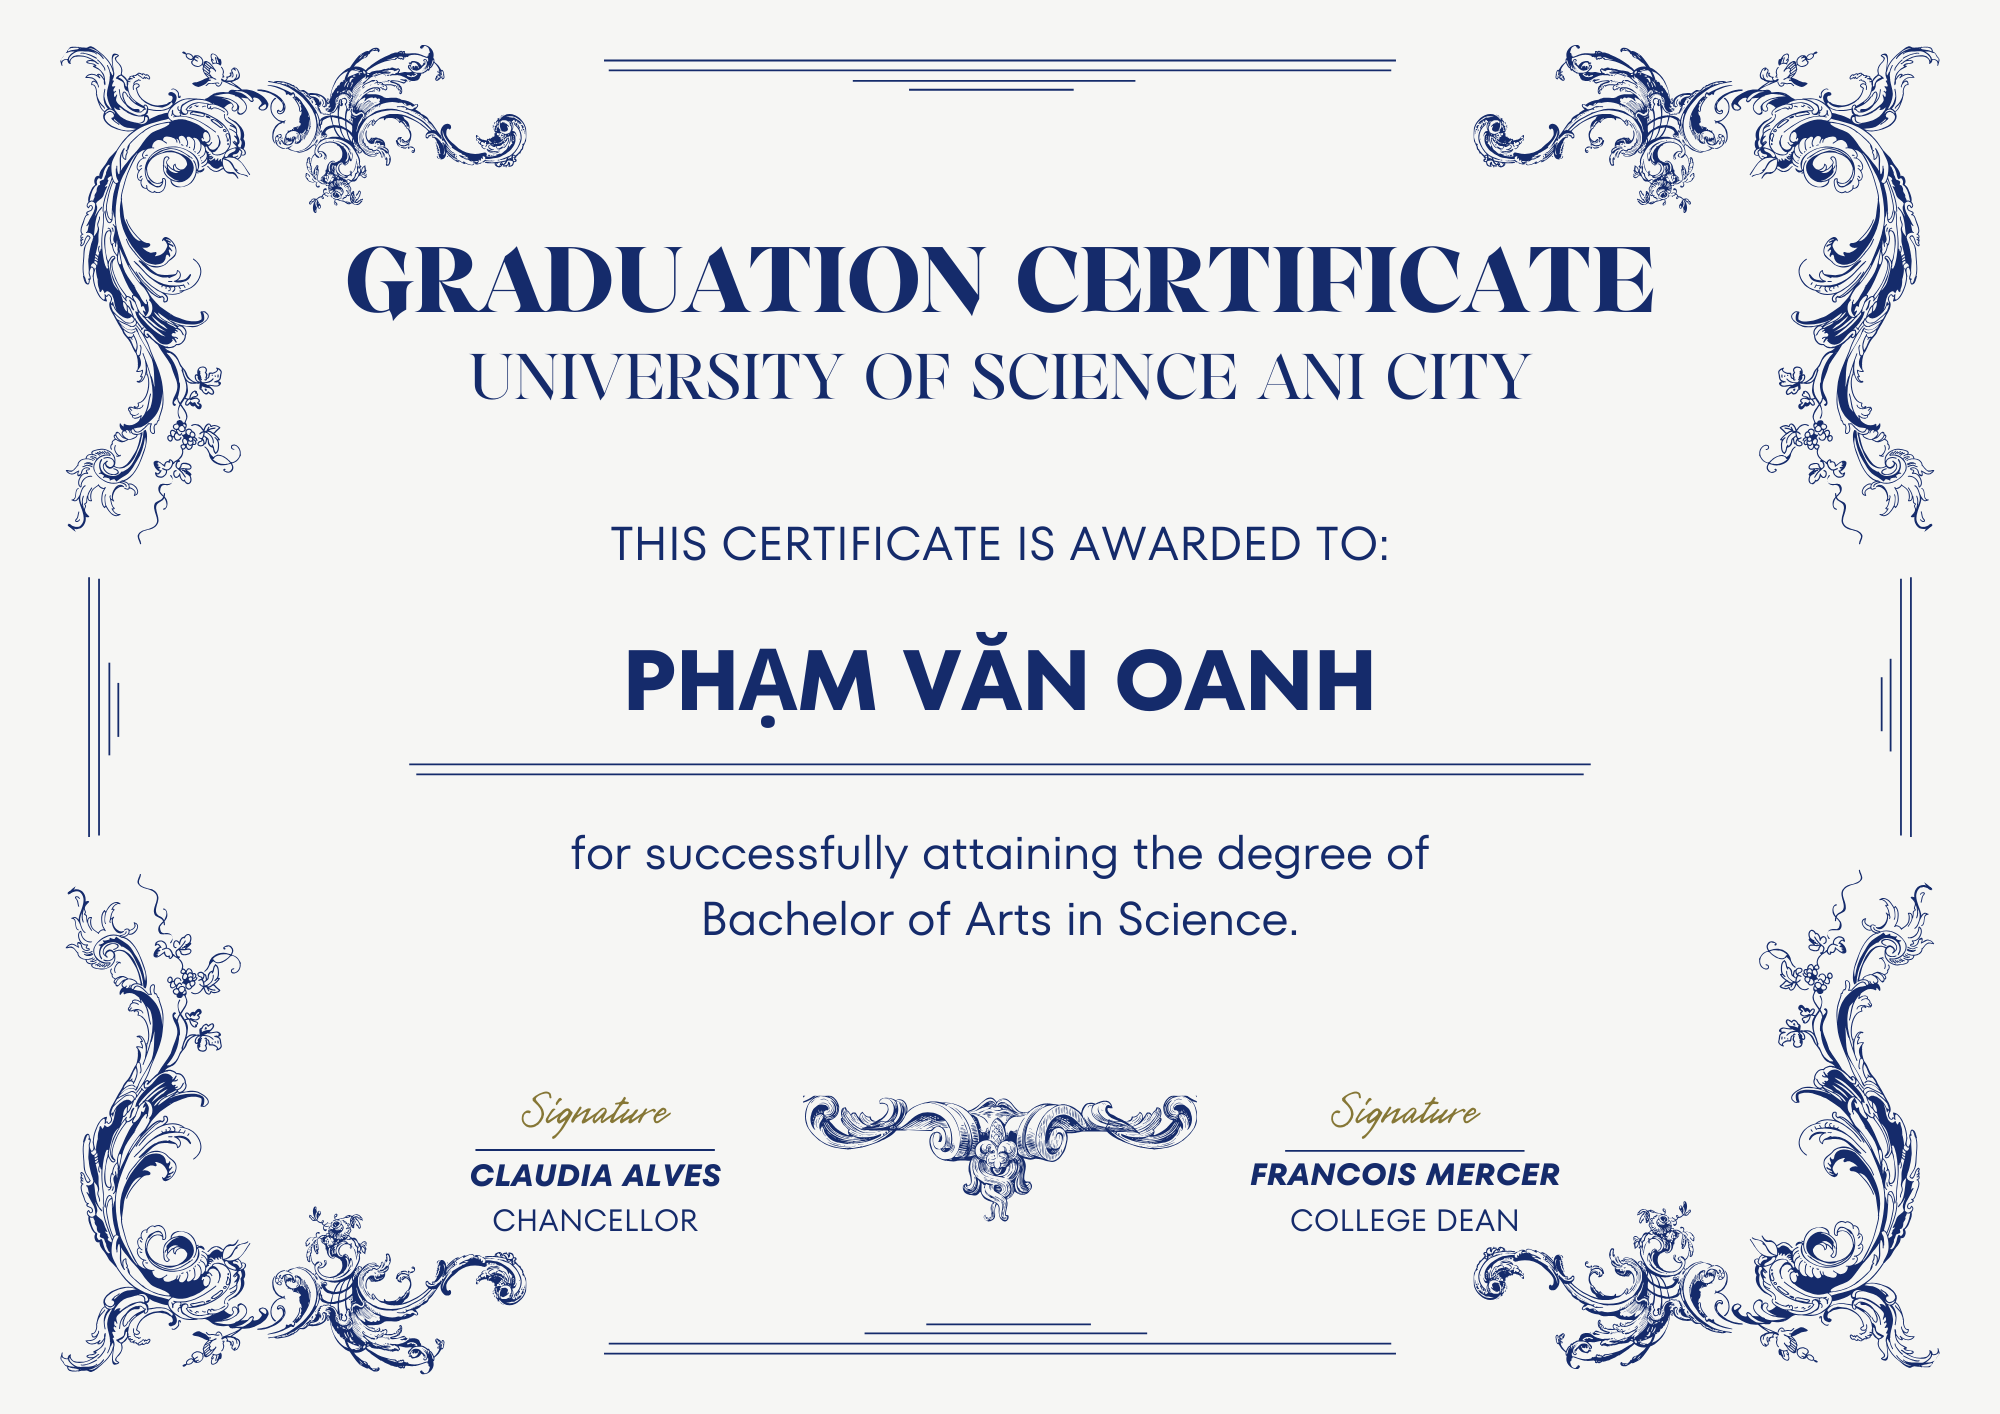 GRADUATION CERTIFICATE
UNIVERSITY OF SCIENCE ANI CITY
THIS CERTIFICATE IS AWARDED TO:
PHẠM VĂN OANH
for successfully attaining the degree of
Bachelor of Arts in Science.
Signature
CLAUDIA ALVES
CHANCELLOR
Signature
FRANCOIS MERCER
COLLEGE DEAN